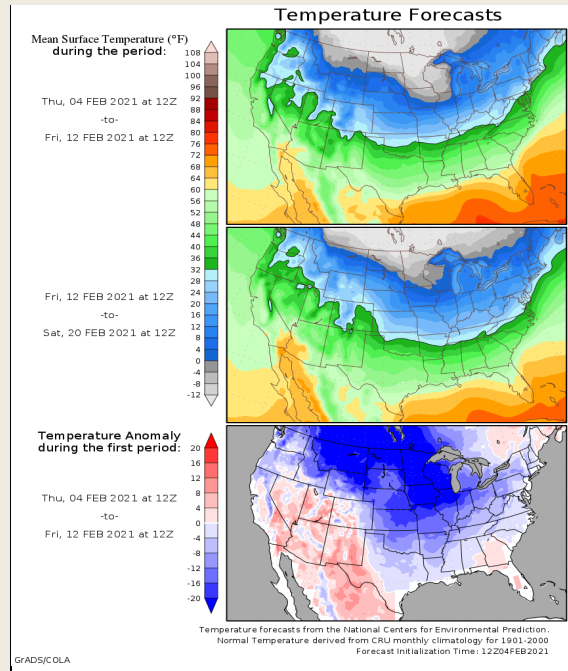 Temperature Forecasts
Mean Surface Temperature (°F)
during the period:
Thu, 04 FEB 2021 at 12Z
-to-
Fri, 12 FEB 2021 at 12Z
108
104
100
96
92
88
84
80
76
72
68
64
60
56
52
48
44
40
36
32
28
24
20
16
12
8
4
0
-4
-8
-12
Fri, 12 FEB 2021 at 12Z
-to-
Sat, 20 FEB 2021 at 12Z
Temperature Anomaly
during the first period:
Thu, 04 FEB 2021 at 12Z
-to-
Fri, 12 FEB 2021 at 12Z
20
16
12
8
4
0
-4
-8
-12
-16
-20
Temperature forecasts from the National Centers for Environmental Prediction.
Normal Temperature derived from CRU monthly climatology for 1901-2000
Forecast Initialization Time: 12Z04FEB2021
GrADS/COLA